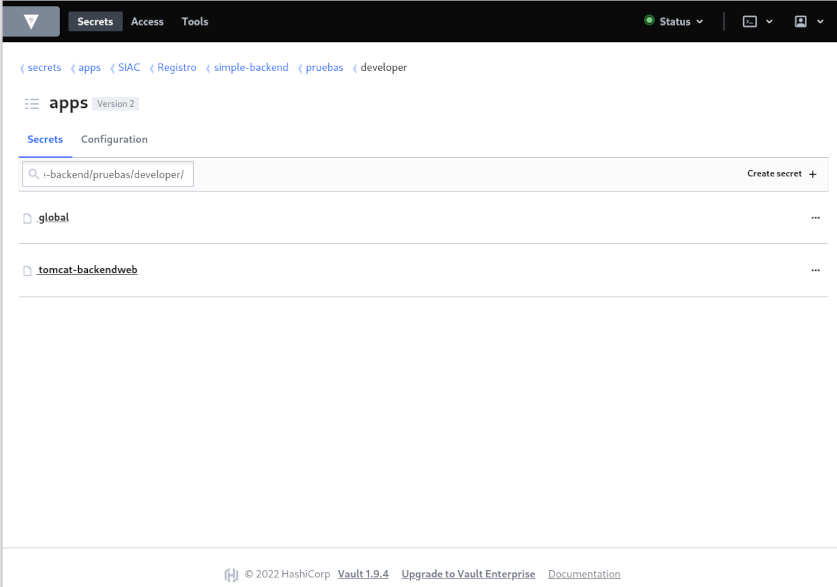 Secrets Access Tools Status
secrets apps SIAC Registro simple-backend pruebas developer
apps Version 2
Secrets Configuration
-backend/pruebas/developer/ Create secret +
global ...
tomcat-backendweb ...
© 2022 HashiCorp Vault 1.9.4 Upgrade to Vault Enterprise Documentation